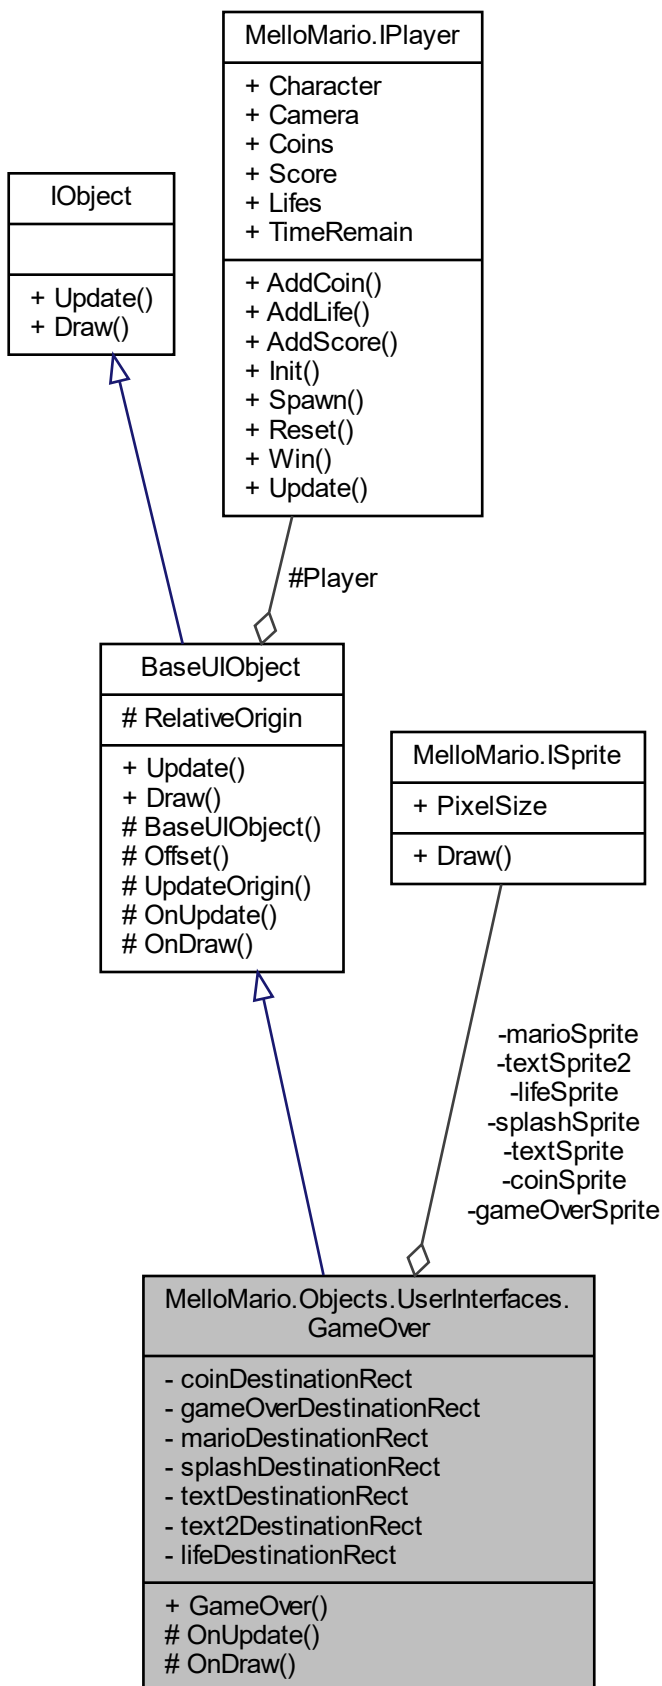 MelloMario.IPlayer
+ Character
+ Camera
+ Coins
+ Score
+ Lifes
+ TimeRemain
+ AddCoin()
+ AddLife()
+ AddScore()
+ Init()
+ Spawn()
+ Reset()
+ Win()
+ Update()
IObject
+ Update()
+ Draw()
#Player
BaseUIObject
# RelativeOrigin
+ Update()
+ Draw()
# BaseUIObject()
# Offset()
# UpdateOrigin()
# OnUpdate()
# OnDraw()
MelloMario.ISprite
+ PixelSize
+ Draw()
-marioSprite
-textSprite2
-lifeSprite
-splashSprite
-textSprite
-coinSprite
-gameOverSprite
MelloMario.Objects.UserInterfaces.
GameOver
- coinDestinationRect
- gameOverDestinationRect
- marioDestinationRect
- splashDestinationRect
- textDestinationRect
- text2DestinationRect
- lifeDestinationRect
+ GameOver()
# OnUpdate()
# OnDraw()